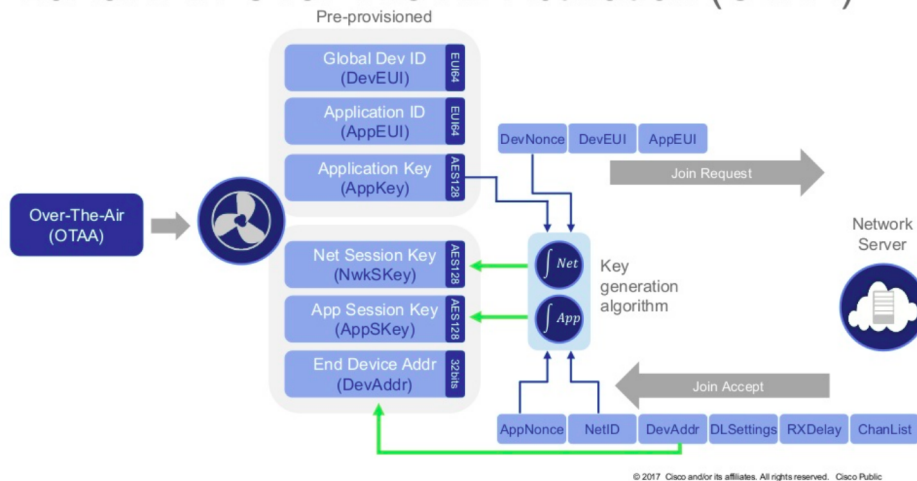 Pre-provisioned
Global Dev ID
(DevEUI)
EUI64
Application ID
(AppEUI)
EUI64
DevNonce
DevEUI
AppEUI
Application Key
(AppKey)
AES128
Join Request
Over-The-Air
(OTAA)
Network
Server
Net Session Key
(NwkSKey)
AES128
∫ Net
Key
generation
algorithm
App Session Key
(AppSKey)
AES128
∫ App
End Device Addr
(DevAddr)
32bits
Join Accept
AppNonce
NetID
DevAddr
DLSettings
RXDelay
ChanList
© 2017 Cisco and/or its affiliates. All rights reserved. Cisco Public